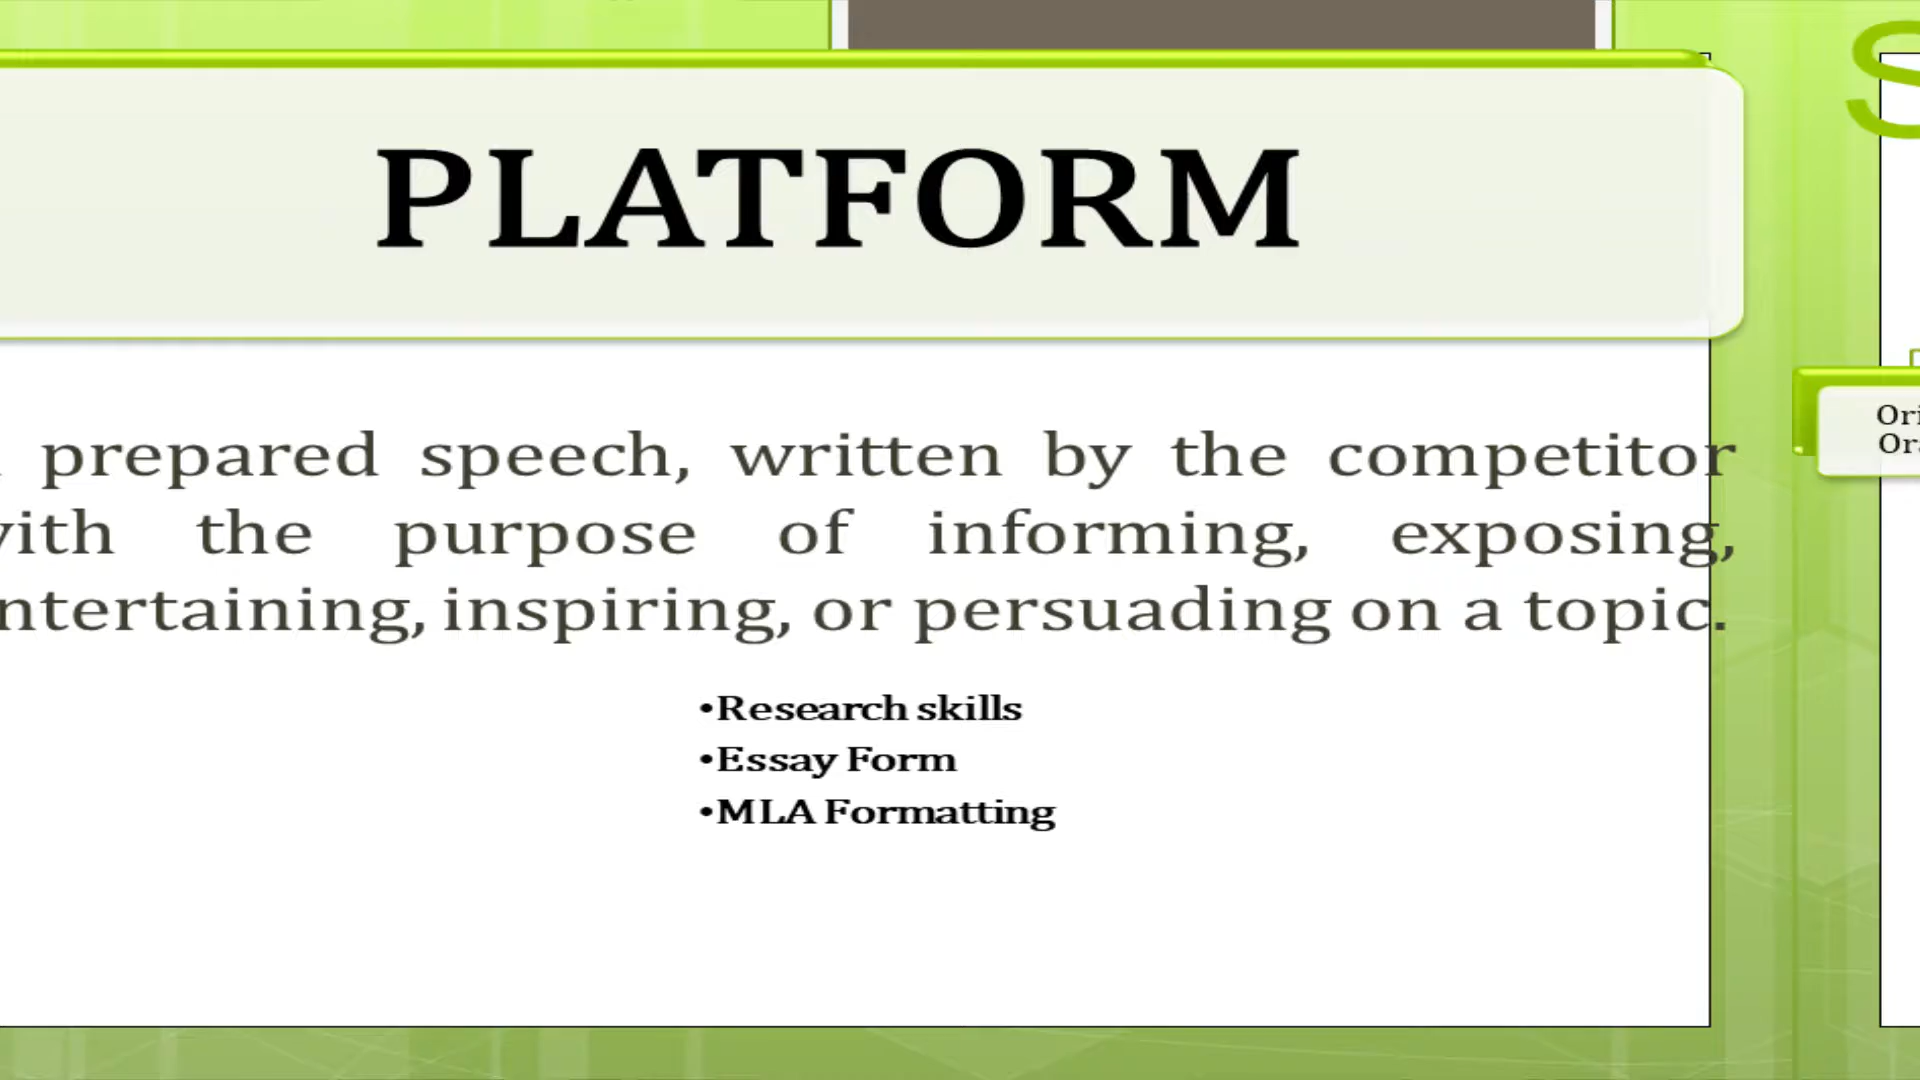 PLATFORM
prepared speech, written by the competitor
the purpose of informing, exposing,
inspiring, or persuading on a topic.
•Research skills
•Essay Form
•MLA Formatting